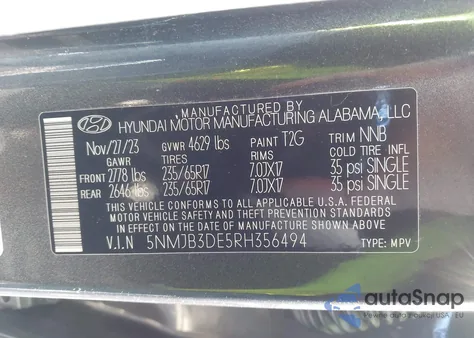 MANUFACTURED BY
HYUNDAI MOTOR MANUFACTURING ALABAMA, LLC
Nov/27/23 GVWR 4629 lbs PAINT T2G TRIM NNB
GAWR TIRES RIMS COLD TIRE INFL
FRONT 2778 lbs 235/65R17 7.0JX17 35 psi SINGLE
REAR 2646 lbs 235/65R17 7.0JX17 35 psi SINGLE
THIS VEHICLE CONFORMS TO ALL APPLICABLE U.S. FEDERAL
MOTOR VEHICLE SAFETY AND THEFT PREVENTION STANDARDS
IN EFFECT ON THE DATE OF MANUFACTURE SHOWN ABOVE.
V.I.N 5NMJB3DE5RH356494 TYPE: MPV
autoSnap